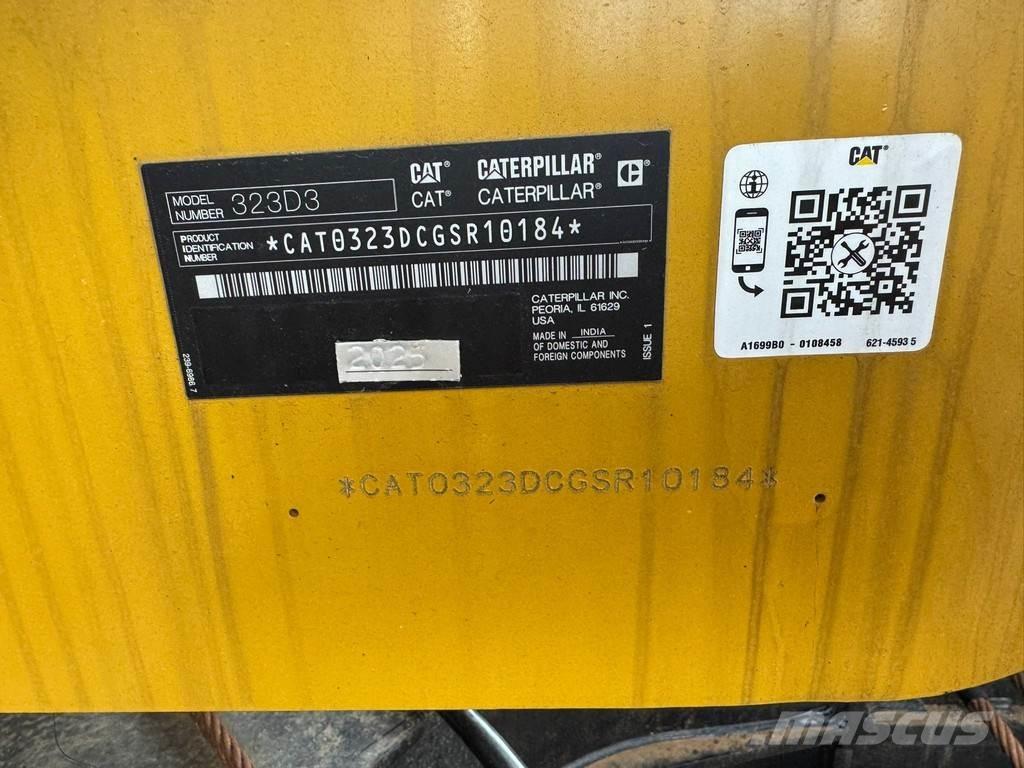 CAT® CATERPILLAR® C®
MODEL NUMBER 323D3
CAT® CATERPILLAR®
PRODUCT IDENTIFICATION NUMBER *CAT0323DCGSR10184*
CATERPILLAR INC.
PEORIA, IL 61629
USA
MADE IN INDIA
OF DOMESTIC AND
FOREIGN COMPONENTS
2025
239-6986 7
ISSUE 1
CAT®
A1699B0 - 0108458 621-4593 5
*CAT0323DCGSR10184*
MASCUS